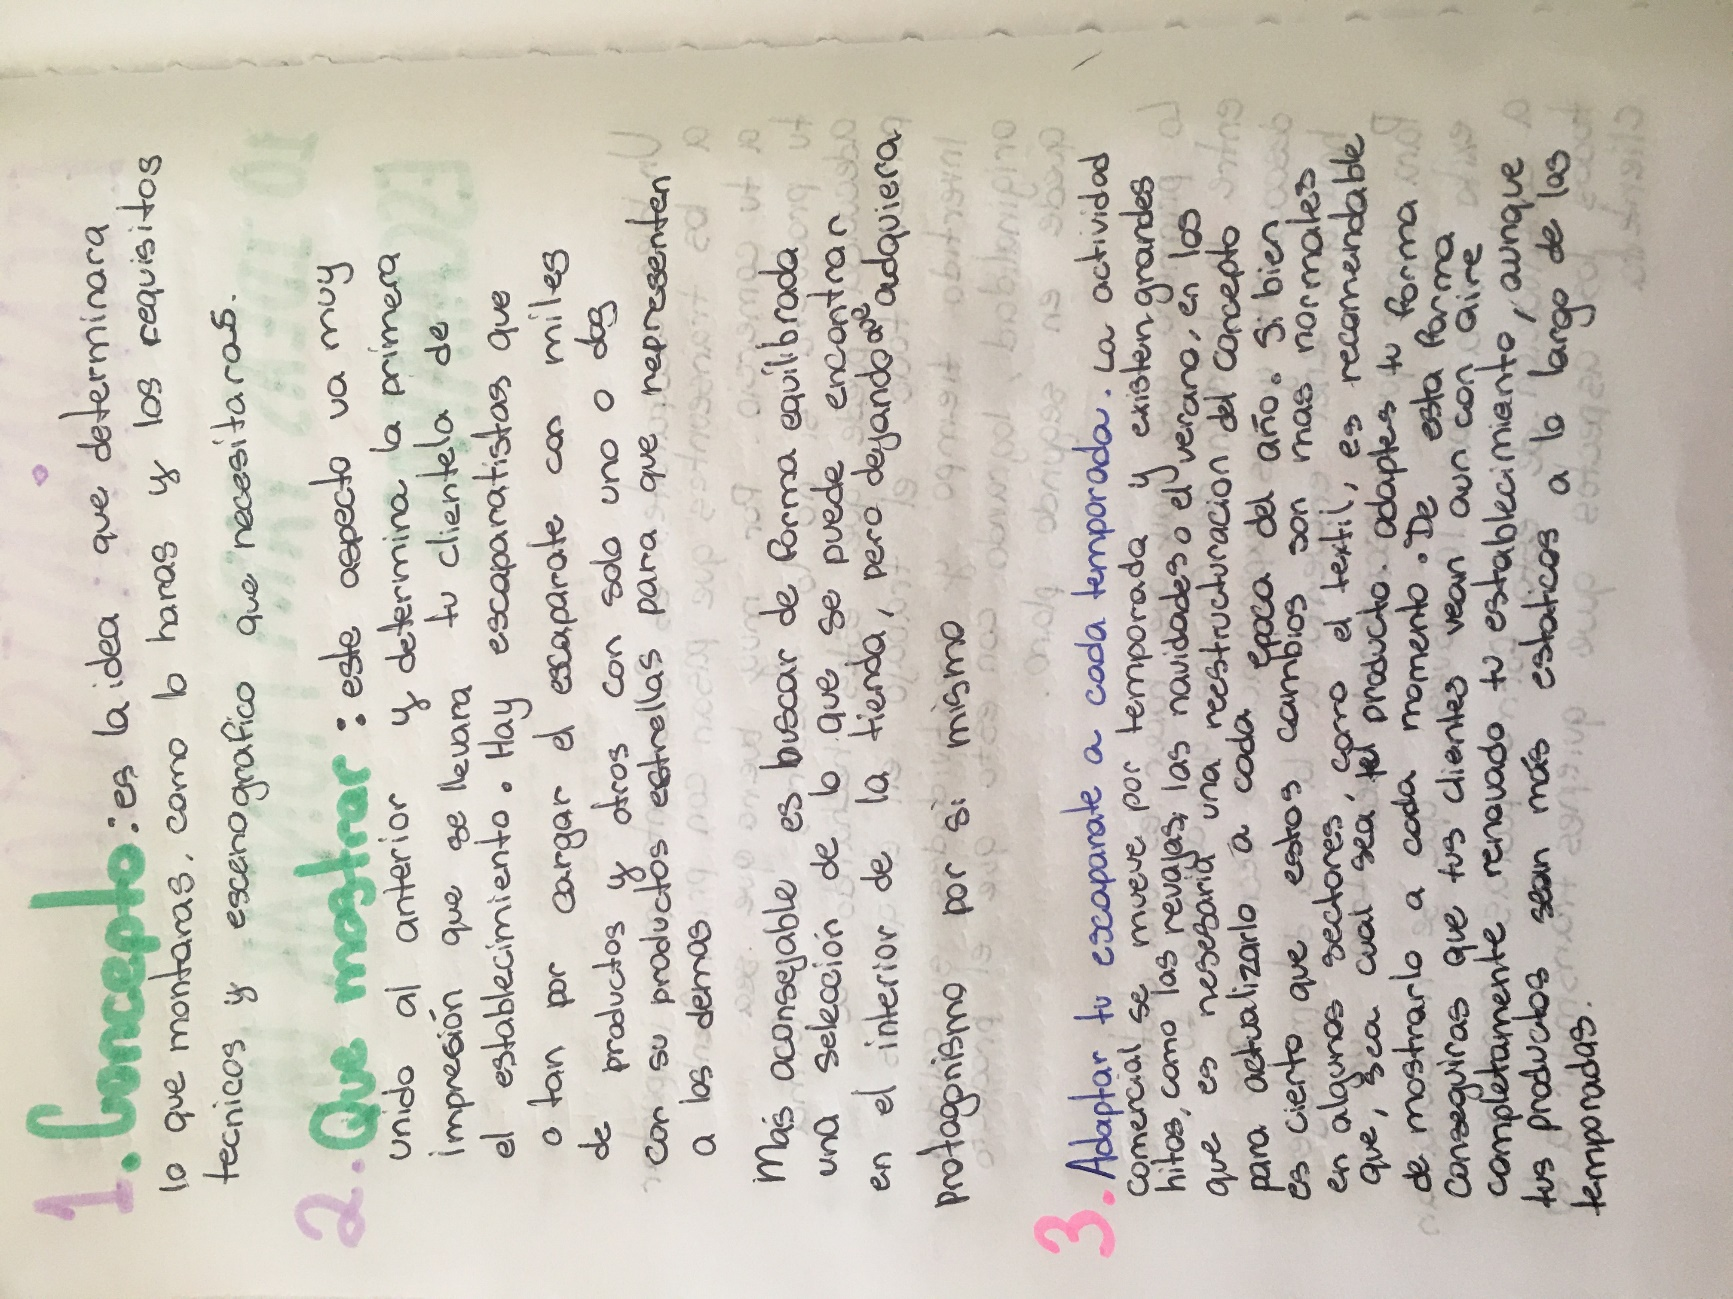 1. Concepto: es la idea que determinara
lo que montaras, como lo haras y los requisitos
tecnicos y escenografico que necesitaras.
2. Que mostrar: este aspecto va muy
unido al anterior y determina la primera
impresión que se llevara tu clientela de
el establecimiento. Hay escaparatistas que
o tan por cargar el escaparate con miles
de productos y otros con solo uno o dos
con su productos estrellas para que representen
a los demas
Mas aconsejable es buscar de forma equilibrada
una selección de lo que se puede encontrar
en el interior de la tienda, pero dejando que adquiera
protagonismo por si mismo
3. Adaptar tu escaparate a cada temporada. La actividad
comercial se mueve por temporada y existen grandes
hitos, como las revajas, las navidades o el verano, en los
que es nesesaria una reestructuracion del concepto
para actualizarlo a cada epoca del año. Si bien
es cierto que estos cambios son mas normales
en algunos sectores, como el textil, es recomendable
que, sea cual sea tel producto. adaptes tu forma
de mostrarlo a cada momento. De esta forma
conseguiras que tus clientes vean aun con aire
completamente renovado tu establecimiento, aunque
tus productos sean más estaticos a lo largo de las
temporadas.